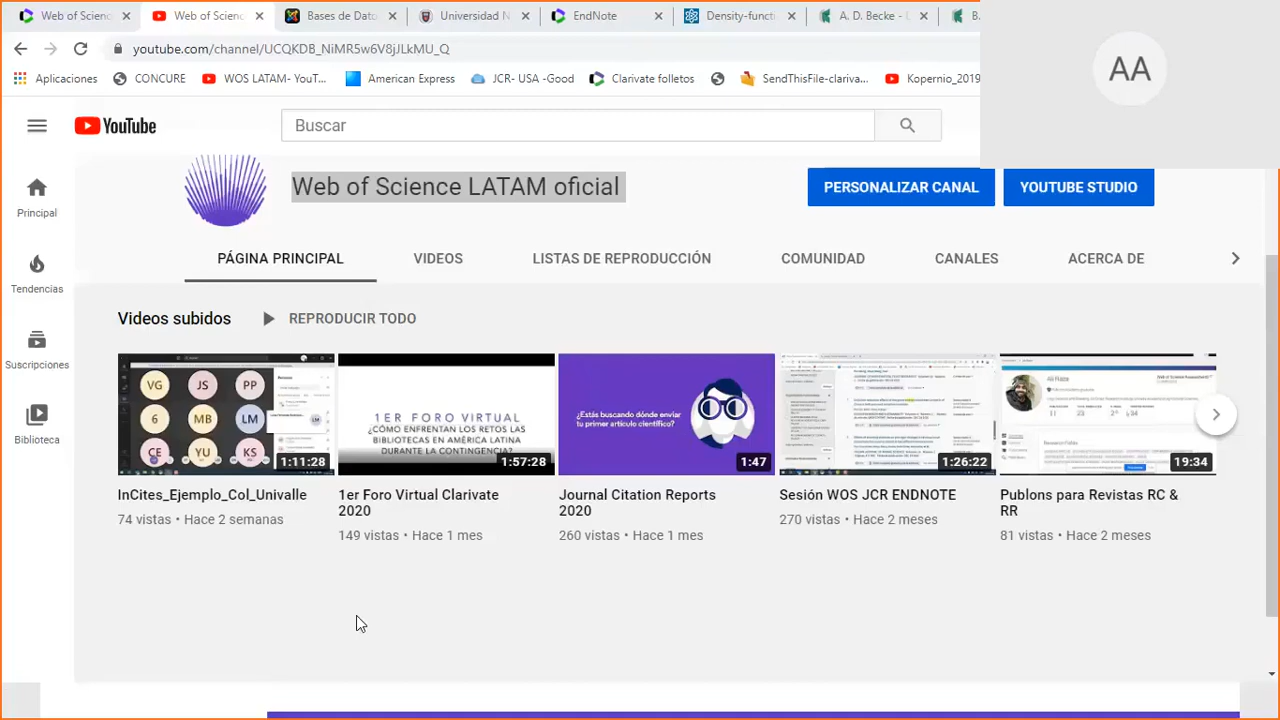 Web of Scienc
Web of Scienc
Bases de Dato
Universidad N
EndNote
Density-funct
A. D. Becke - D
youtube.com/channel/UCQKDB_NiMR5w6V8jJLkMU_Q
Aplicaciones
CONCURE
WOS LATAM- YouT...
American Express
JCR- USA -Good
Clarivate folletos
SendThisFile-clariva...
Kopernio_2019
AA
YouTube
Buscar
Web of Science LATAM oficial
PERSONALIZAR CANAL
YOUTUBE STUDIO
Principal
Tendencias
Suscripciones
Biblioteca
PÁGINA PRINCIPAL
VIDEOS
LISTAS DE REPRODUCCIÓN
COMUNIDAD
CANALES
ACERCA DE
Videos subidos
REPRODUCIR TODO
VG
JS
PP
6
MB
LM
CE
YU
KS
1:11:28
InCites_Ejemplo_Col_Univalle
74 vistas • Hace 2 semanas
1ER FORO VIRTUAL
¿CÓMO ENFRENTAN LOS RETOS LAS
BIBLIOTECAS EN AMÉRICA LATINA
DURANTE LA CONTINGENCIA?
1:57:28
1er Foro Virtual Clarivate
2020
149 vistas • Hace 1 mes
¿Estás buscando dónde enviar
tu primer artículo científico?
1:47
Journal Citation Reports
2020
260 vistas • Hace 1 mes
1:26:22
Sesión WOS JCR ENDNOTE
270 vistas • Hace 2 meses
19:34
Publons para Revistas RC &
RR
81 vistas • Hace 2 meses